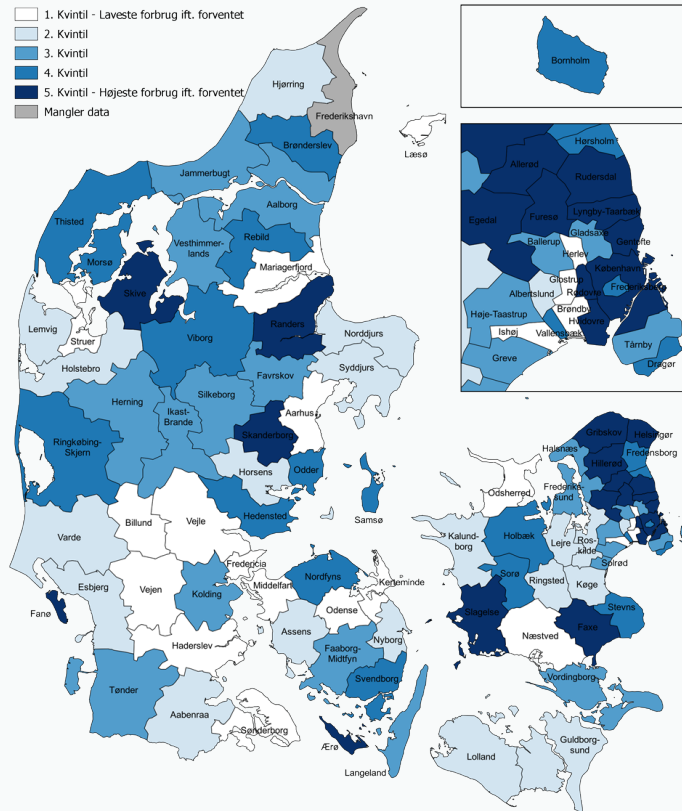 1. Kvintil - Laveste forbrug ift. forventet
2. Kvintil
3. Kvintil
4. Kvintil
5. Kvintil - Højeste forbrug ift. forventet
Mangler data
Hjørring
Frederikshavn
Brønderslev
Læsø
Jammerbugt
Aalborg
Thisted
Vesthimmer-
lands
Rebild
Morsø
Mariagerfjord
Skive
Lemvig
Struer
Viborg
Randers
Norddjurs
Holstebro
Syddjurs
Favrskov
Silkeborg
Herning
Ikast-
Brande
Aarhus
Ringkøbing-
Skjern
Skanderborg
Horsens
Odder
Samsø
Hedensted
Billund
Vejle
Varde
Fredericia
Middelfart
Nordfyns
Kerteminde
Esbjerg
Vejen
Kolding
Odense
Fanø
Haderslev
Assens
Nyborg
Faaborg-
Midtfyn
Svendborg
Tønder
Aabenraa
Sønderborg
Ærø
Langeland
Bornholm
Hørsholm
Allerød
Rudersdal
Egedal
Furesø
Lyngby-Taarbæk
Ballerup
Gladsaxe
Gentofte
Herlev
Glostrup
København
Albertslund
Rødovre
Frederiksberg
Høje-Taastrup
Brøndby
Hvidovre
Ishøj
Vallensbæk
Greve
Tårnby
Dragør
Gribskov
Helsingør
Halsnæs
Hillerød
Fredensborg
Odsherred
Frederiks-
sund
Kalund-
borg
Holbæk
Lejre
Ros-
kilde
Solrød
Sorø
Ringsted
Køge
Slagelse
Stevns
Næstved
Faxe
Vordingborg
Lolland
Guldborg-
sund